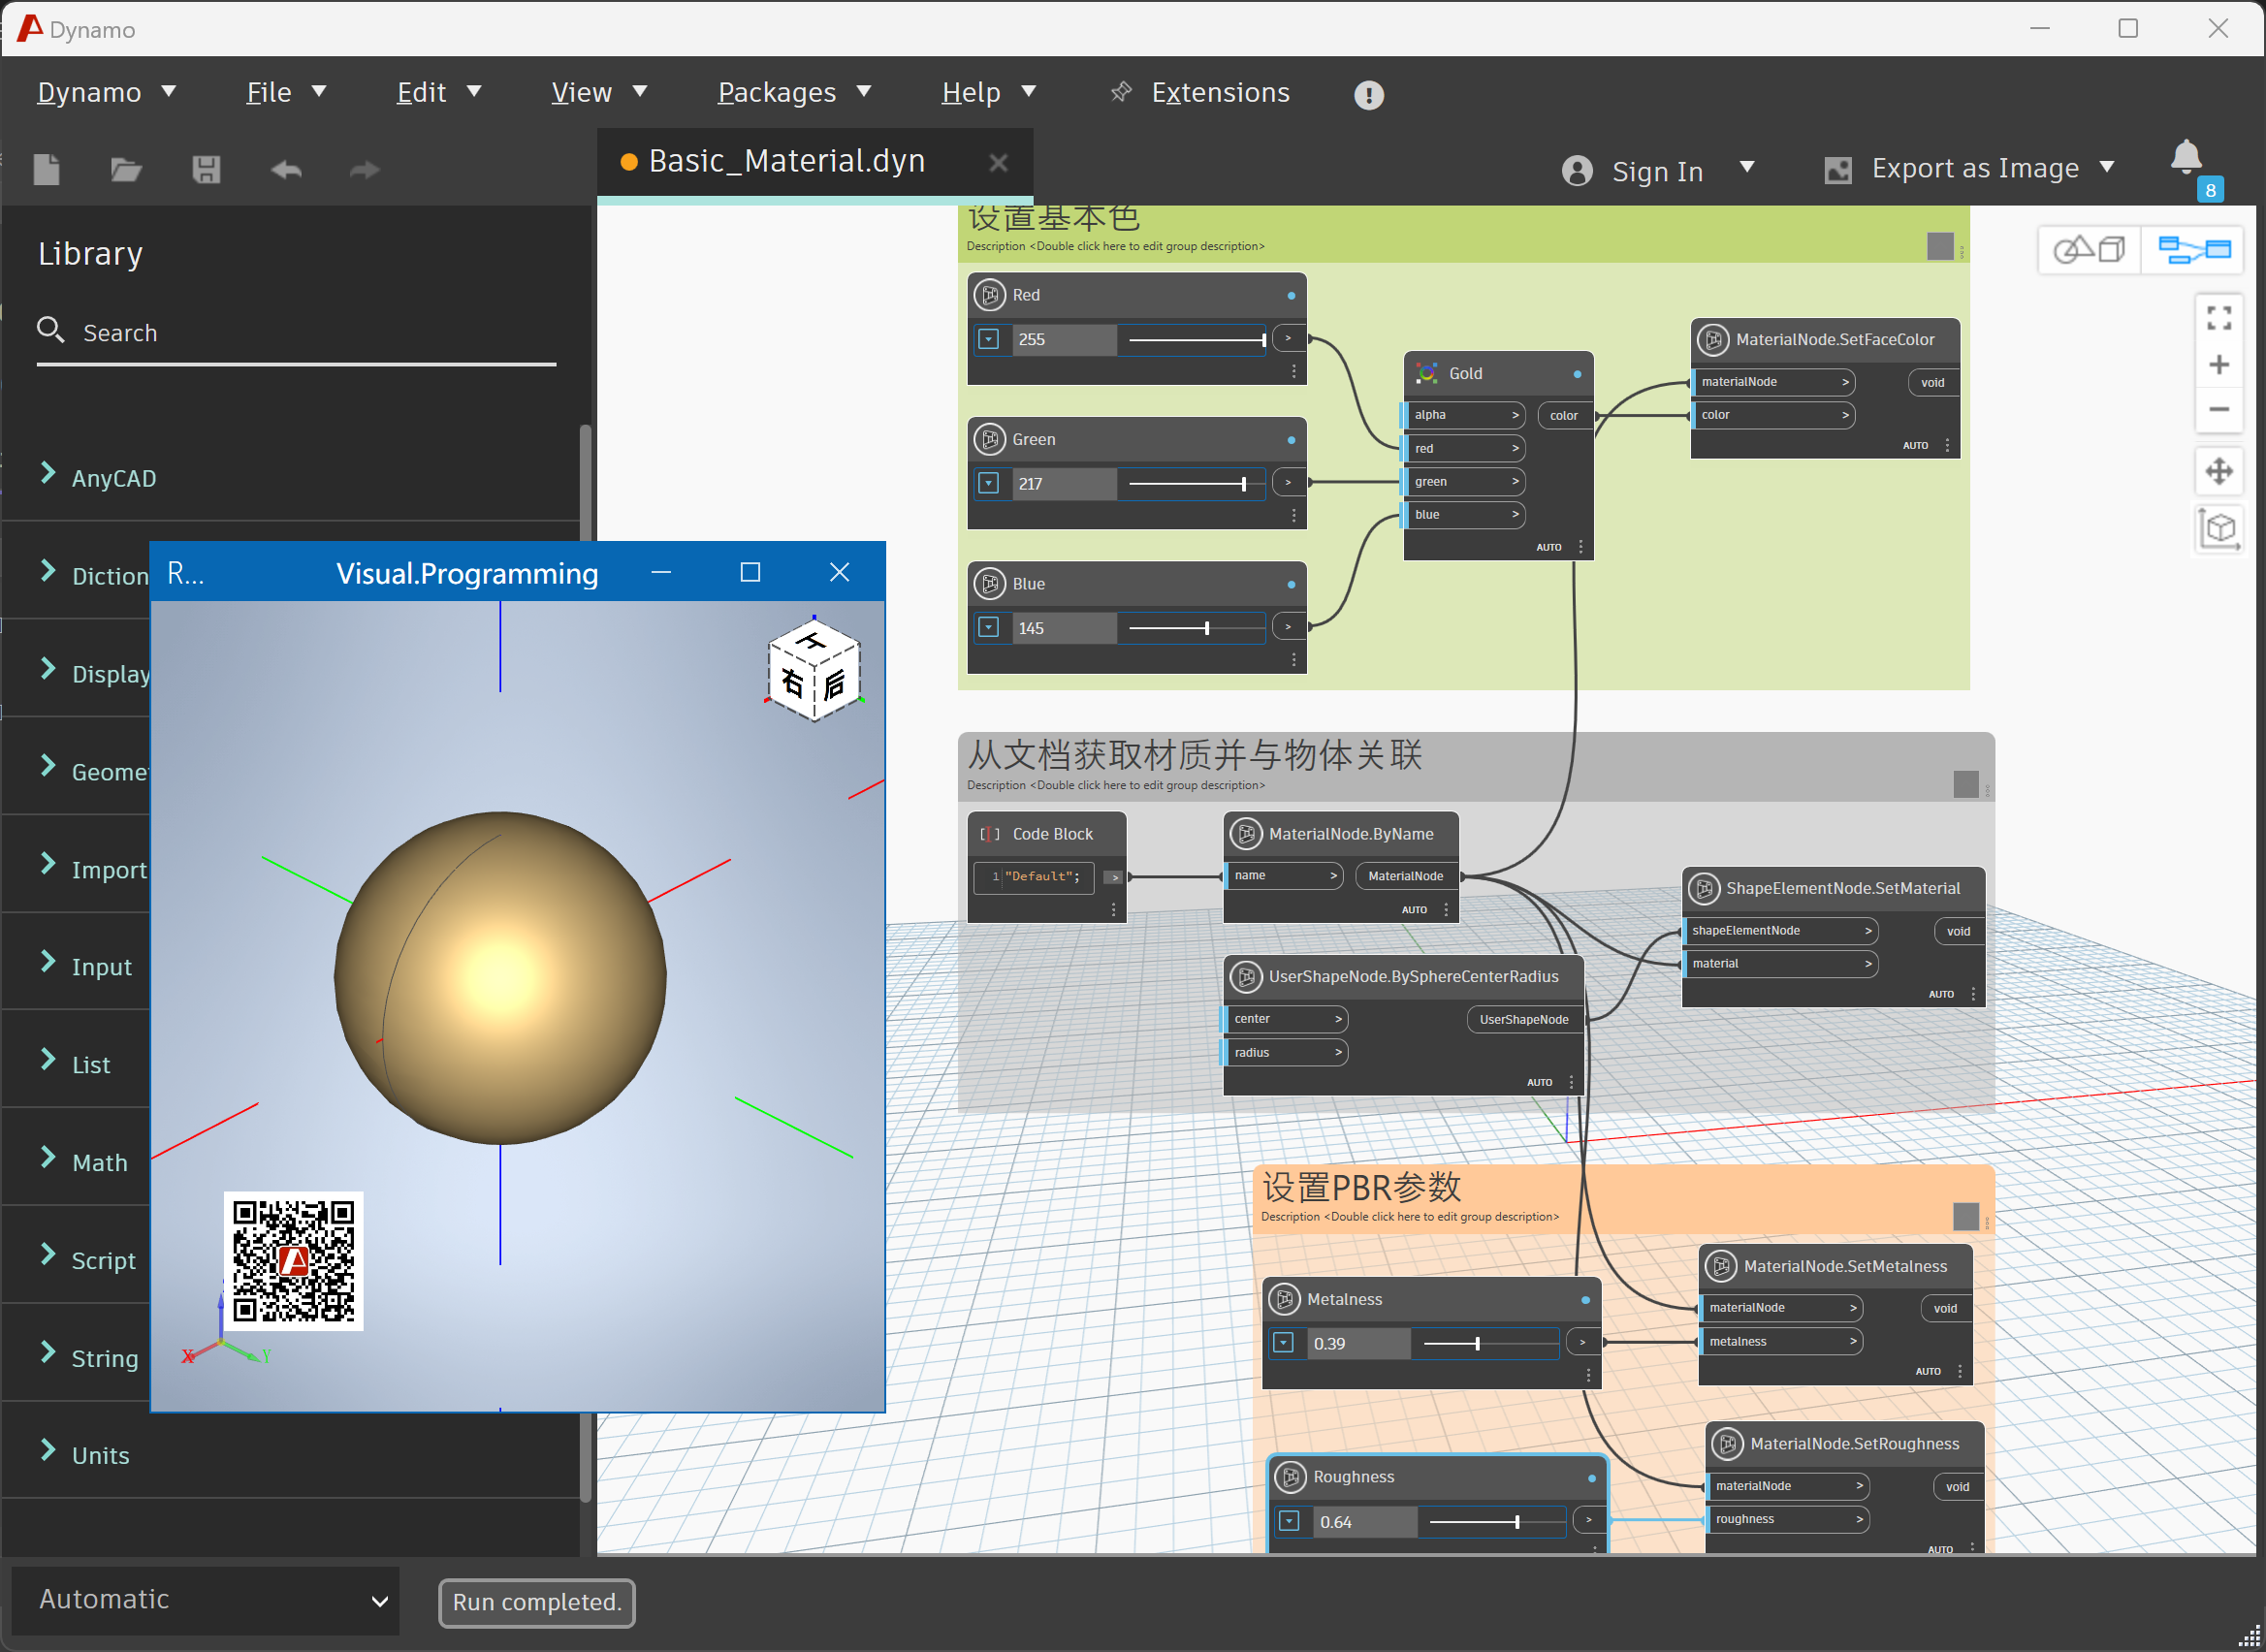 Dynamo
Dynamo File Edit View Packages Help Extensions
Basic_Material.dyn
Sign In
Export as Image
8
Library
Search
AnyCAD
Diction
Display
Geome
Import
Input
List
Math
Script
String
Units
R... Visual.Programming
右 后
X Y
设置基本色
Description <Double click here to edit group description>
Red
255 >
Green
217 >
Blue
145 >
Gold
alpha > color
red >
green >
blue >
AUTO
MaterialNode.SetFaceColor
materialNode > void
color >
AUTO
从文档获取材质并与物体关联
Description <Double click here to edit group description>
Code Block
1 "Default"; >
MaterialNode.ByName
name > MaterialNode
AUTO
UserShapeNode.BySphereCenterRadius
center > UserShapeNode
radius >
AUTO
ShapeElementNode.SetMaterial
shapeElementNode > void
material >
AUTO
设置PBR参数
Description <Double click here to edit group description>
Metalness
0.39 >
MaterialNode.SetMetalness
materialNode > void
metalness >
AUTO
Roughness
0.64 >
MaterialNode.SetRoughness
materialNode > void
roughness >
AUTO
Automatic
Run completed.